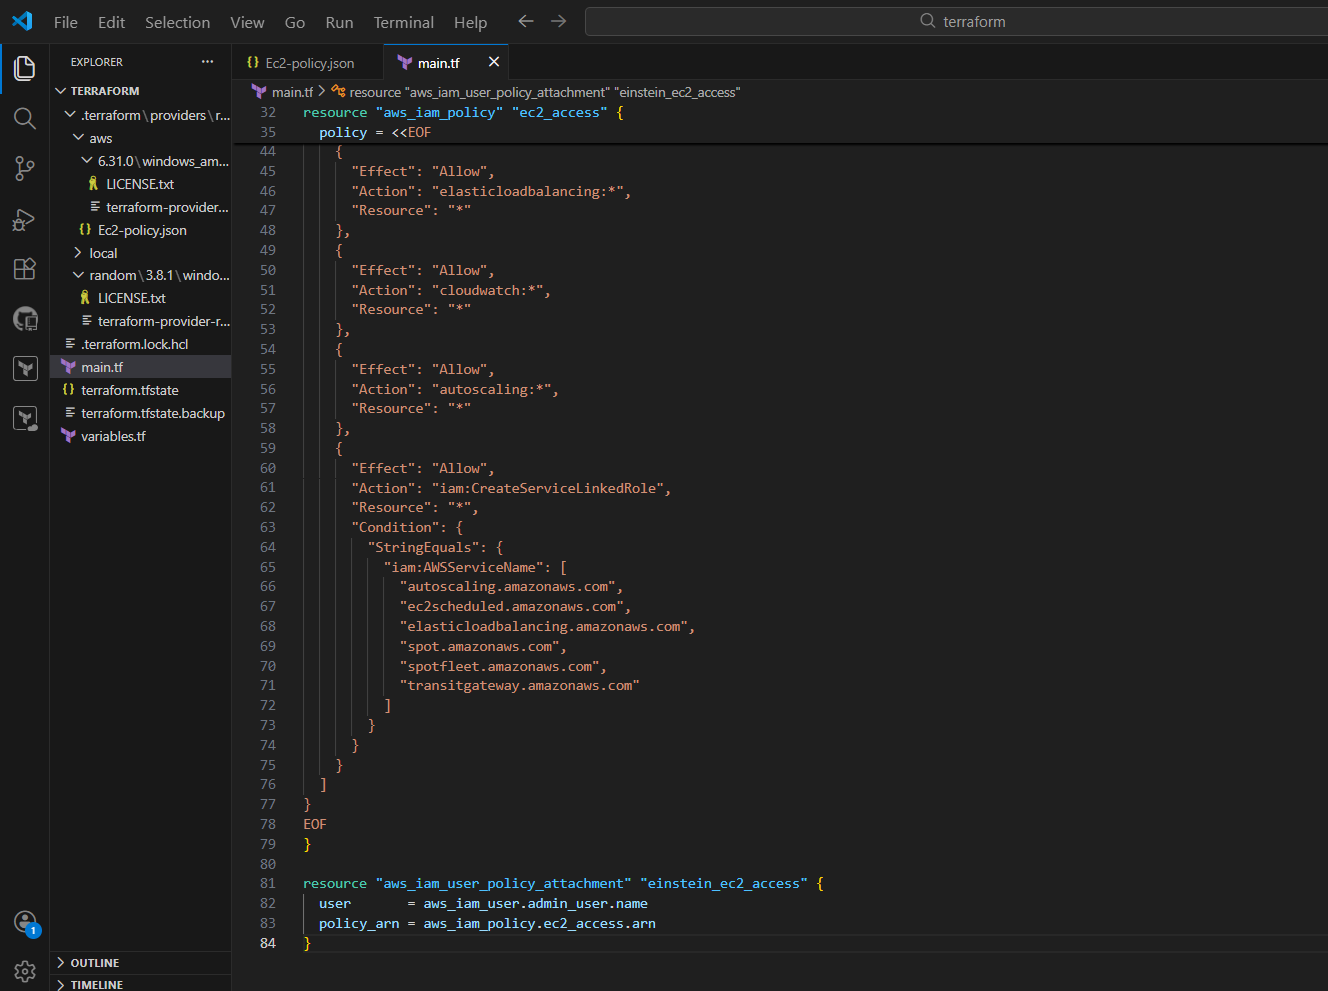 File Edit Selection View Go Run Terminal Help
terraform
EXPLORER ...
Ec2-policy.json
main.tf
TERRAFORM
main.tf > resource "aws_iam_user_policy_attachment" "einstein_ec2_access"
.terraform\providers\r...
aws
6.31.0\windows_am...
LICENSE.txt
terraform-provider...
Ec2-policy.json
local
random\3.8.1\windo...
LICENSE.txt
terraform-provider-r...
.terraform.lock.hcl
main.tf
terraform.tfstate
terraform.tfstate.backup
variables.tf
1
OUTLINE
TIMELINE
32 resource "aws_iam_policy" "ec2_access" {
35 policy = <<EOF
44 {
45 "Effect": "Allow",
46 "Action": "elasticloadbalancing:*",
47 "Resource": "*"
48 },
49 {
50 "Effect": "Allow",
51 "Action": "cloudwatch:*",
52 "Resource": "*"
53 },
54 {
55 "Effect": "Allow",
56 "Action": "autoscaling:*",
57 "Resource": "*"
58 },
59 {
60 "Effect": "Allow",
61 "Action": "iam:CreateServiceLinkedRole",
62 "Resource": "*",
63 "Condition": {
64 "StringEquals": {
65 "iam:AWSServiceName": [
66 "autoscaling.amazonaws.com",
67 "ec2scheduled.amazonaws.com",
68 "elasticloadbalancing.amazonaws.com",
69 "spot.amazonaws.com",
70 "spotfleet.amazonaws.com",
71 "transitgateway.amazonaws.com"
72 ]
73 }
74 }
75 }
76 ]
77 }
78 EOF
79 }
80
81 resource "aws_iam_user_policy_attachment" "einstein_ec2_access" {
82 user = aws_iam_user.admin_user.name
83 policy_arn = aws_iam_policy.ec2_access.arn
84 }